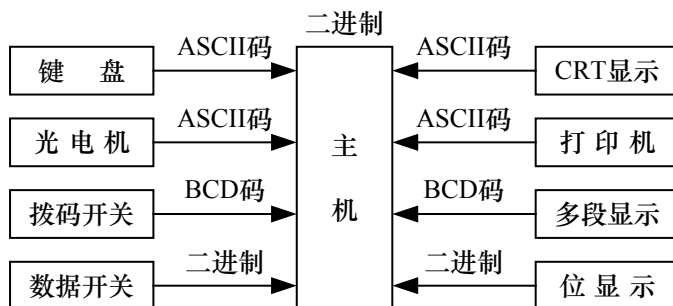 二进制
键 盘 ASCII码 ASCII码 CRT显示
光 电 机 ASCII码 主 ASCII码 打 印 机
拨码开关 BCD码 机 BCD码 多段显示
数据开关 二进制 二进制 位 显 示